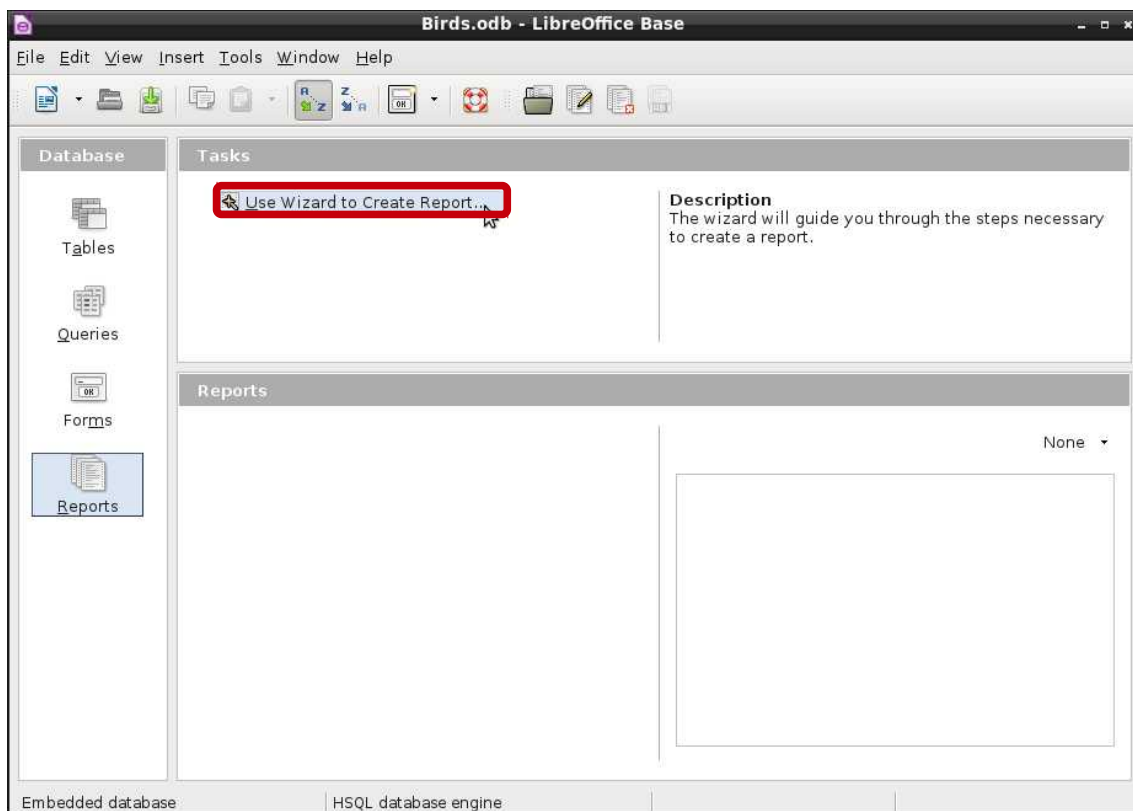 Birds.odb - LibreOffice Base
File Edit View Insert Tools Window Help
Database
Tasks
Tables
Queries
Forms
Reports
Use Wizard to Create Report...
Description
The wizard will guide you through the steps necessary
to create a report.
Reports
None
Embedded database
HSQL database engine